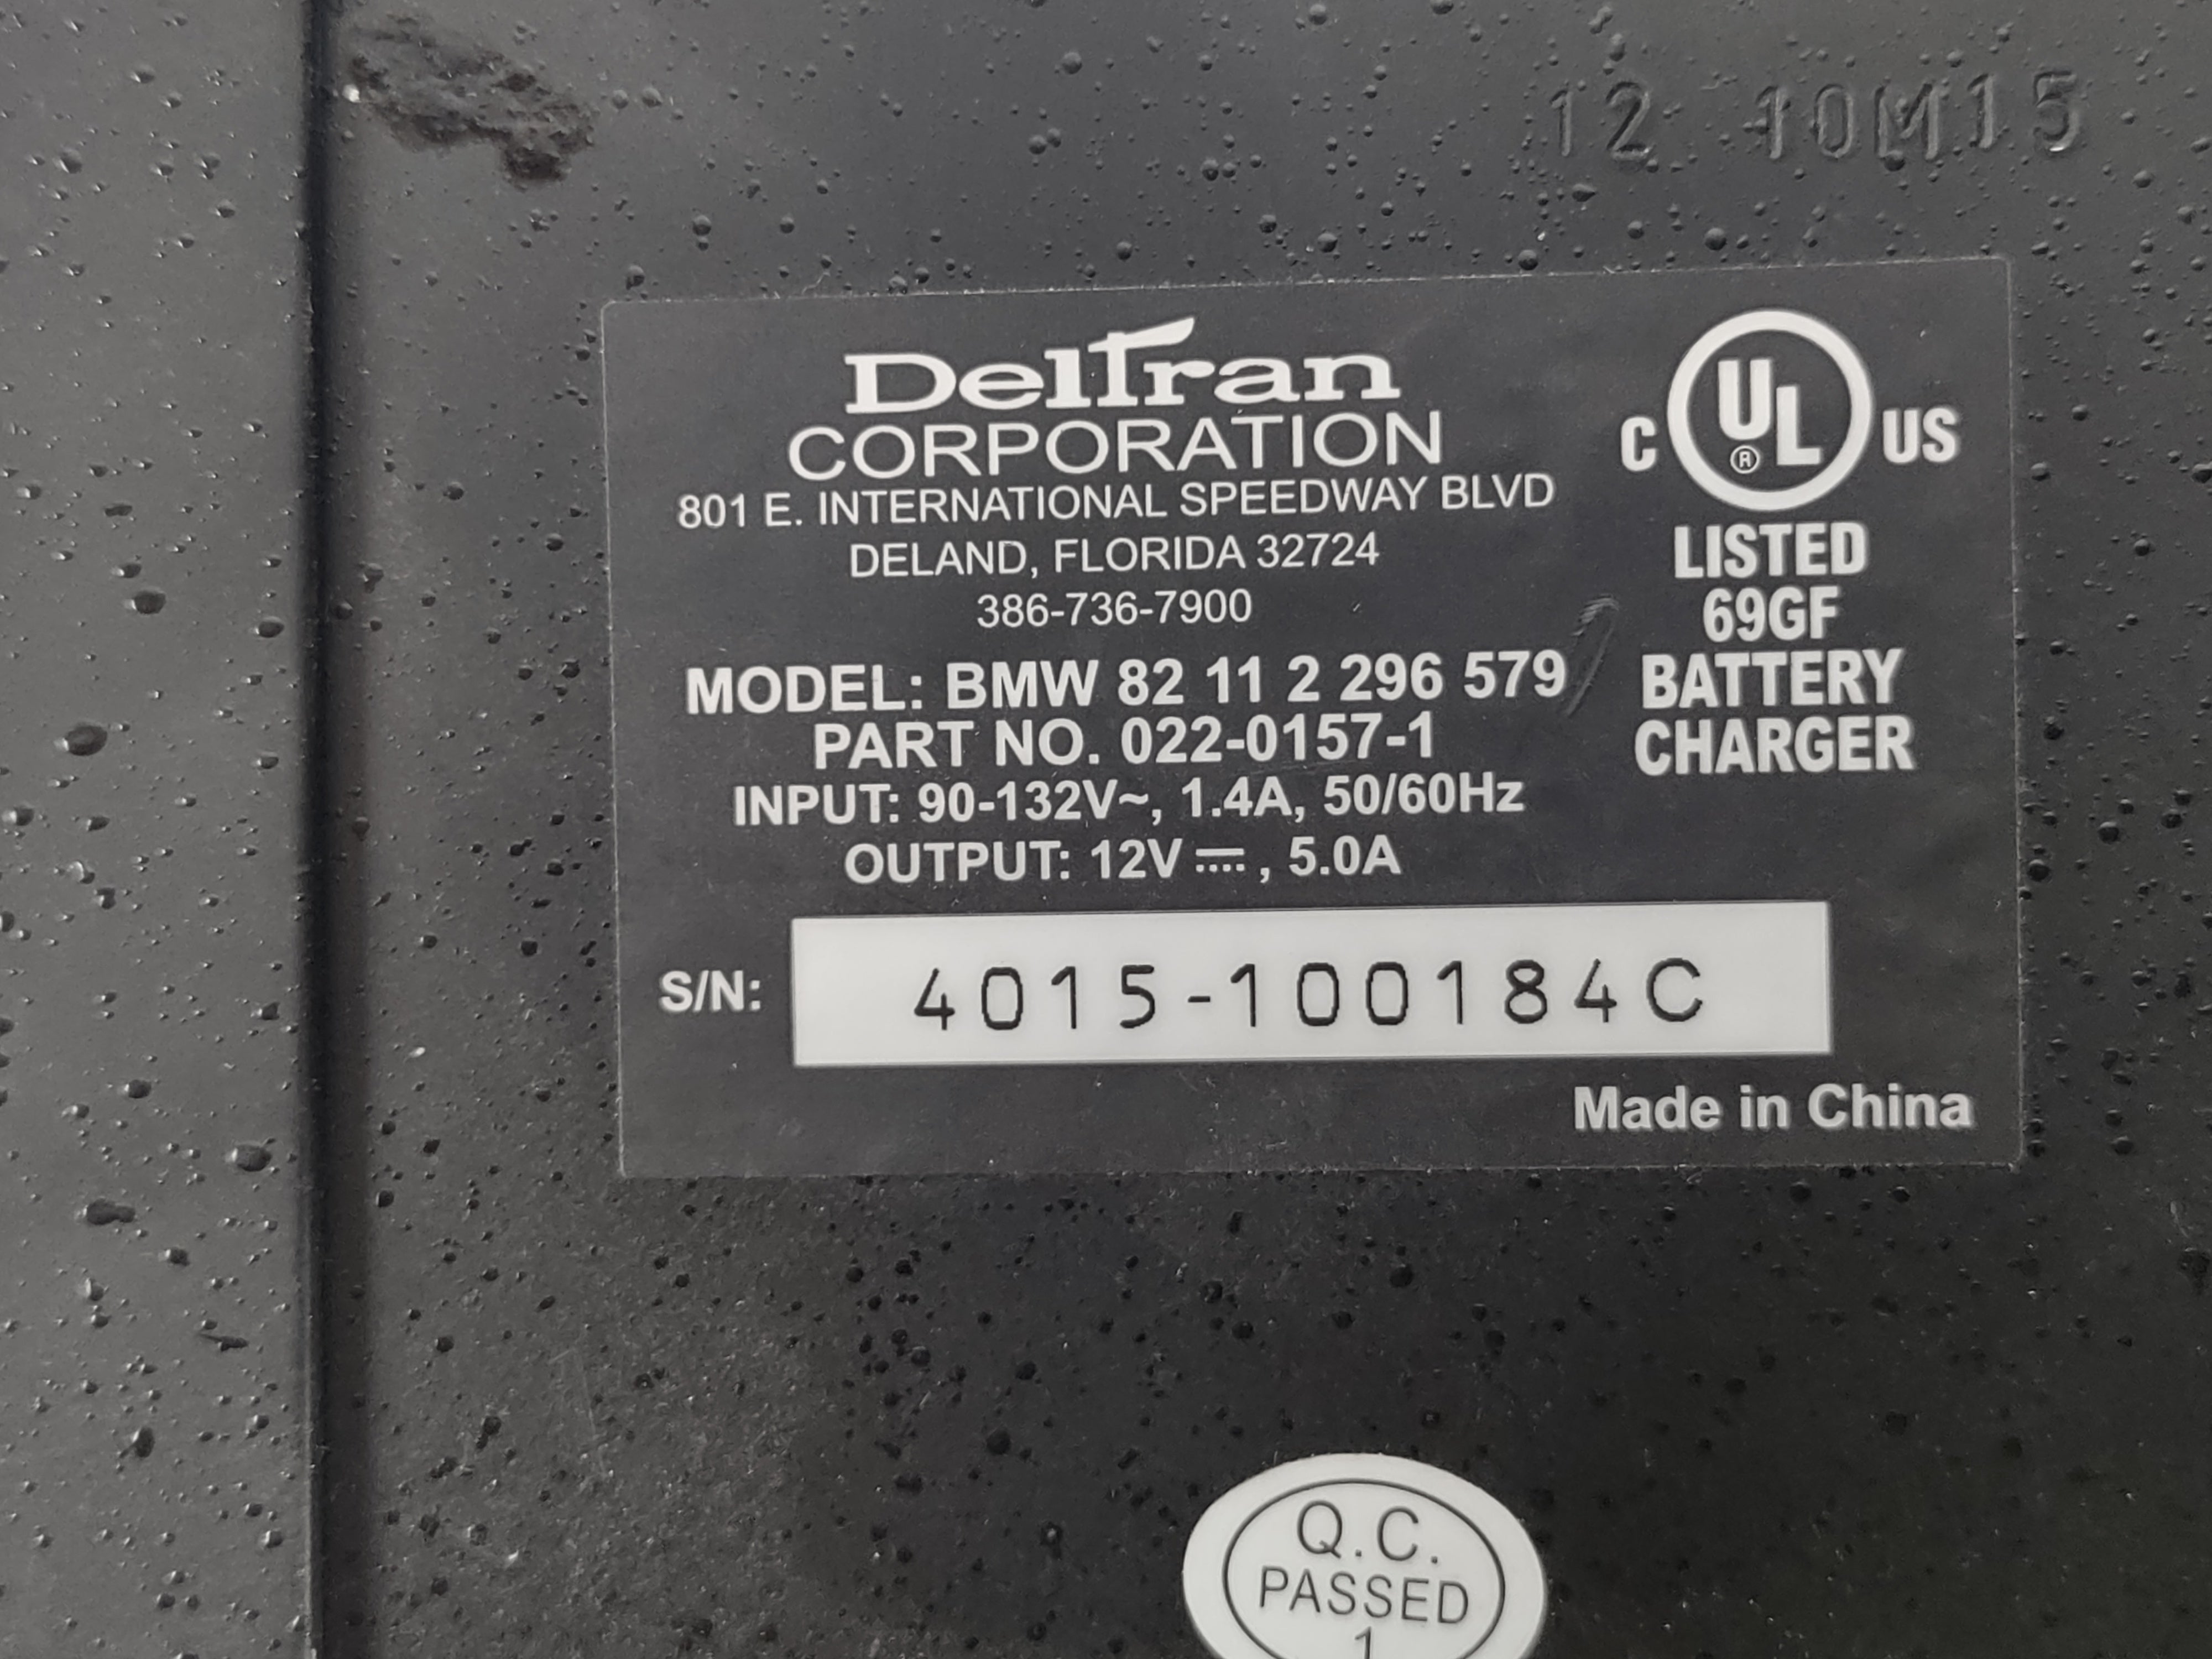 12 10M15
Deltran
CORPORATION
801 E. INTERNATIONAL SPEEDWAY BLVD
DELAND, FLORIDA 32724
386-736-7900
MODEL: BMW 82 11 2 296 579
PART NO. 022-0157-1
INPUT: 90-132V~, 1.4A, 50/60Hz
OUTPUT: 12V⎓, 5.0A
S/N: 4015-100184C
C UL® US
LISTED
69GF
BATTERY
CHARGER
Made in China
Q.C.
PASSED
1